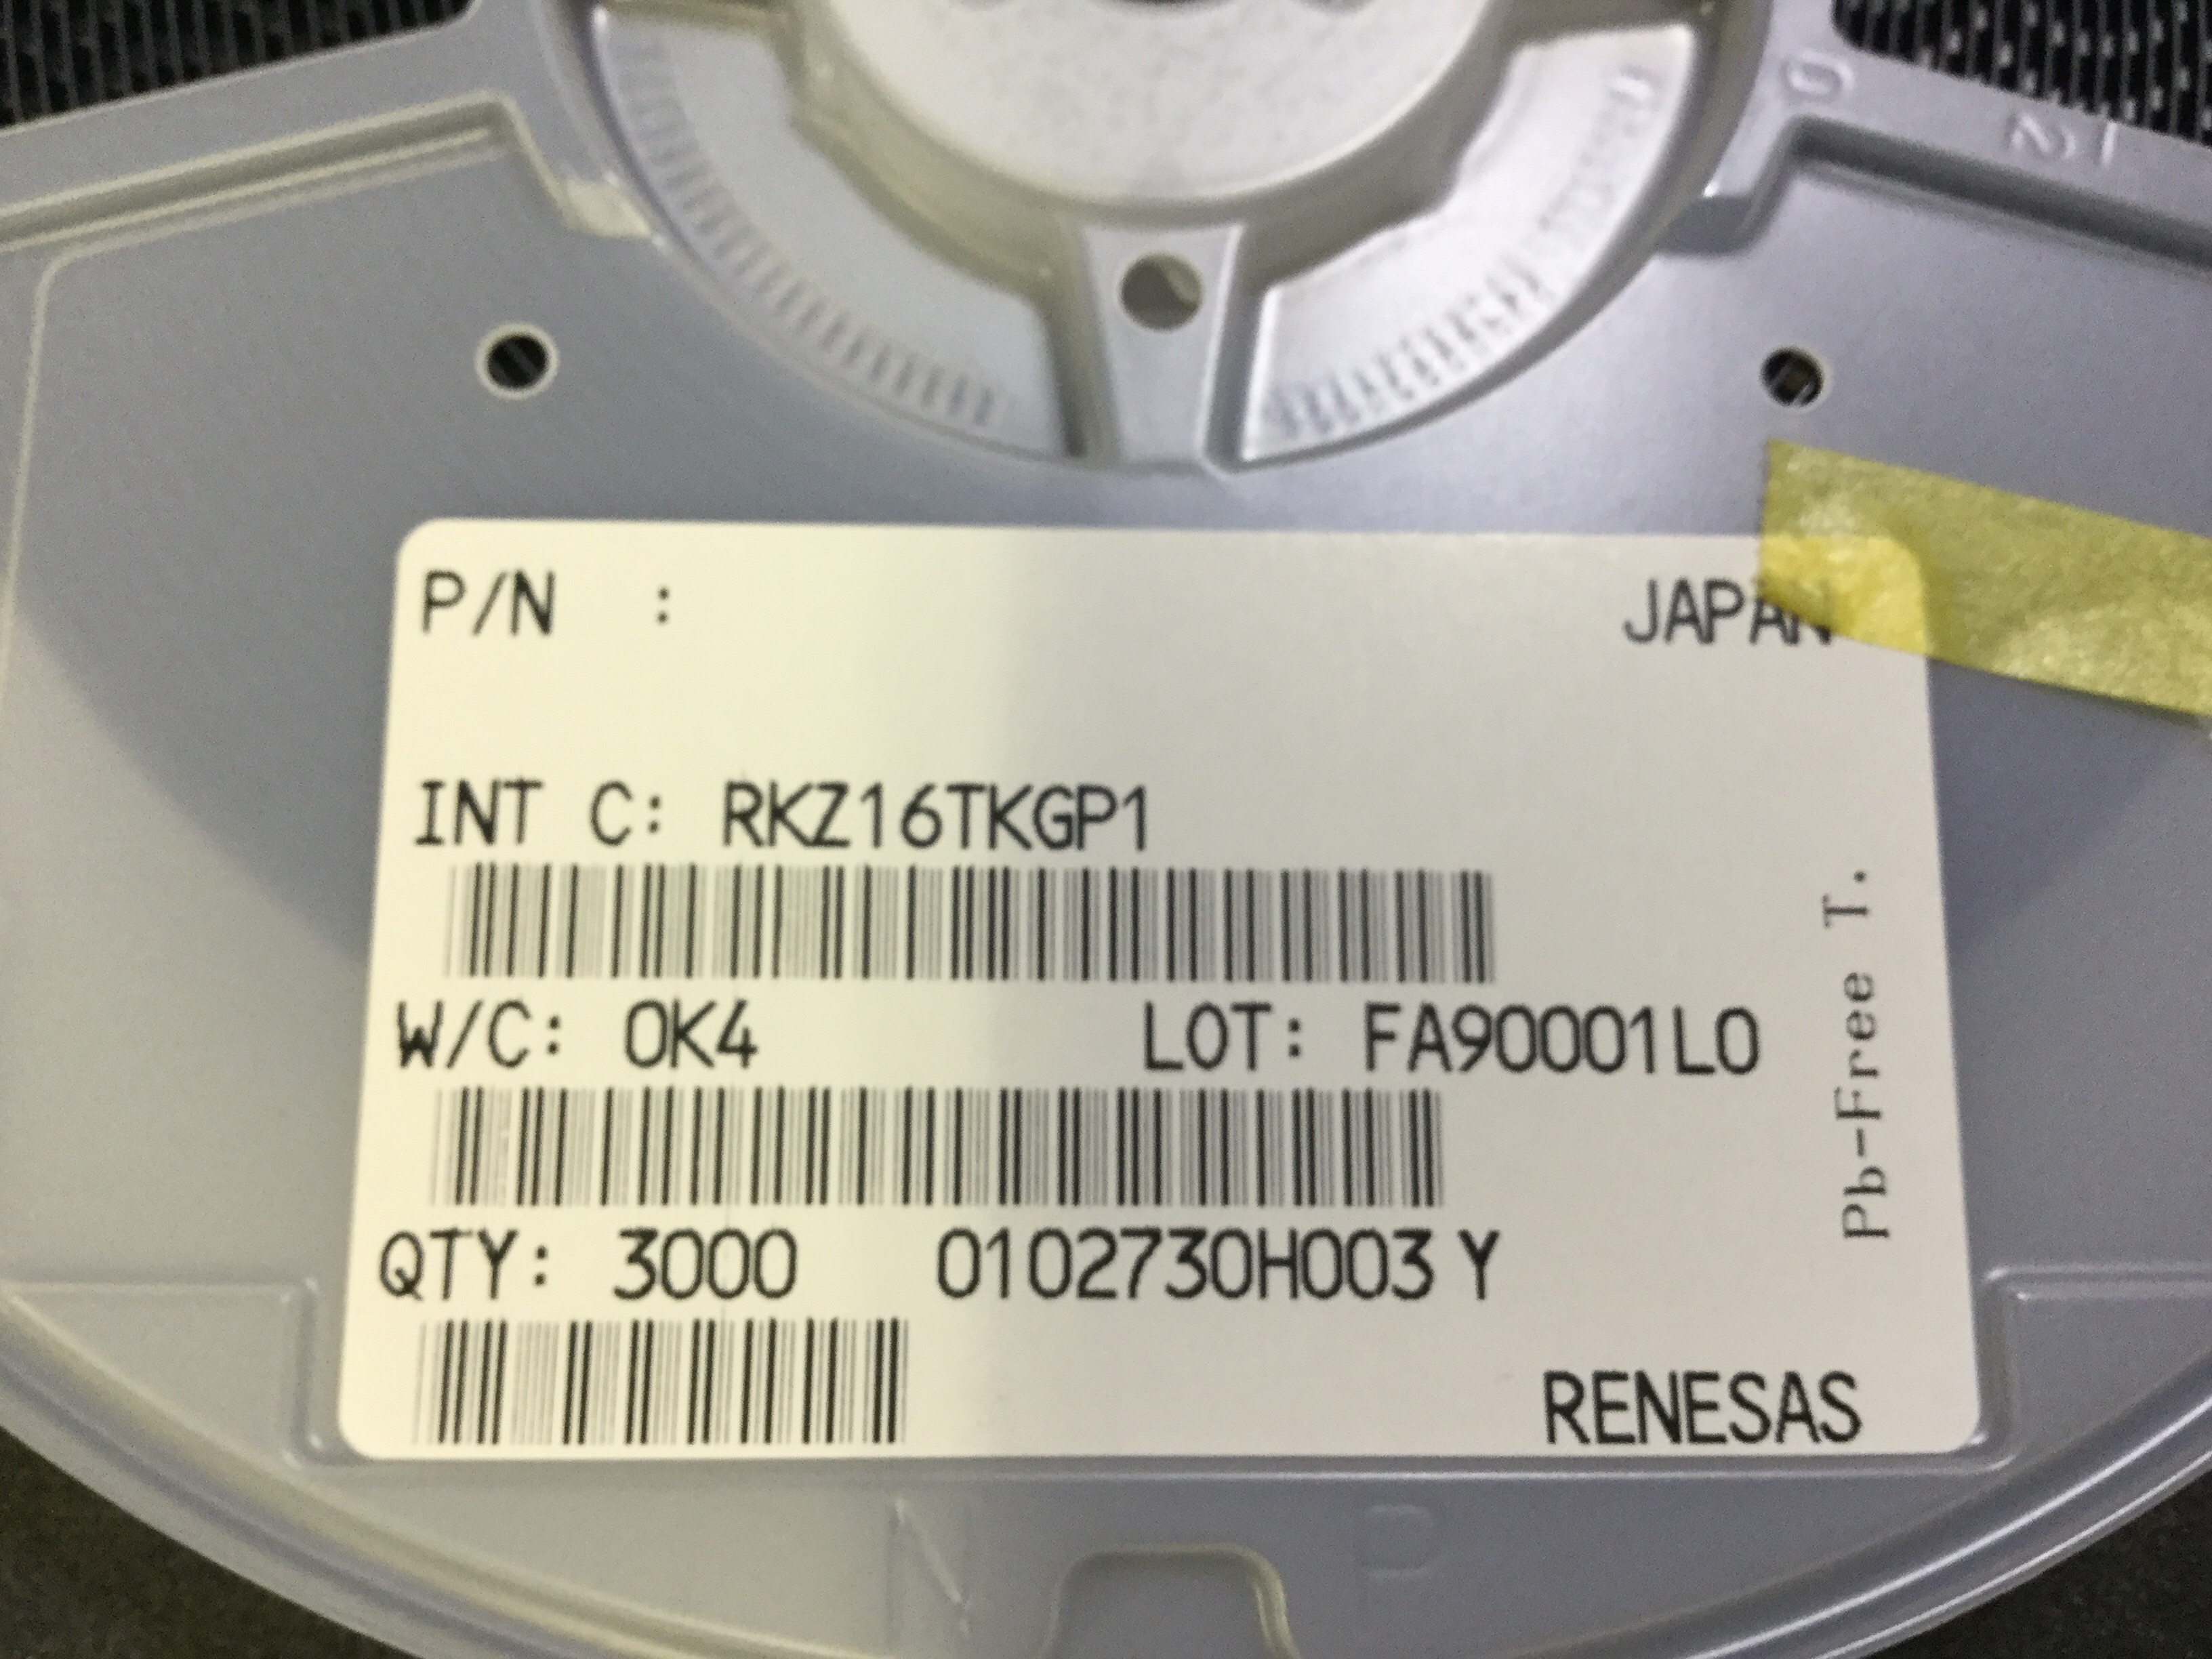 P/N :
JAPAN
INT C: RKZ16TKGP1
W/C: 0K4 LOT: FA90001L0
QTY: 3000 0102730H003 Y
Pb-Free T.
RENESAS
N P